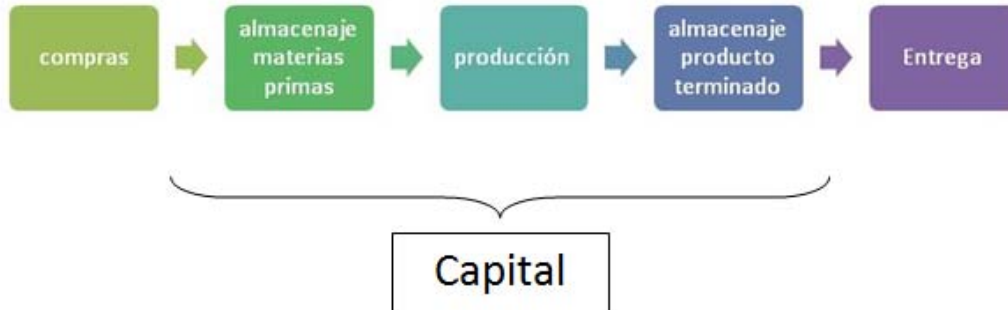 compras
almacenaje
materias
primas
producción
almacenaje
producto
terminado
Entrega
Capital